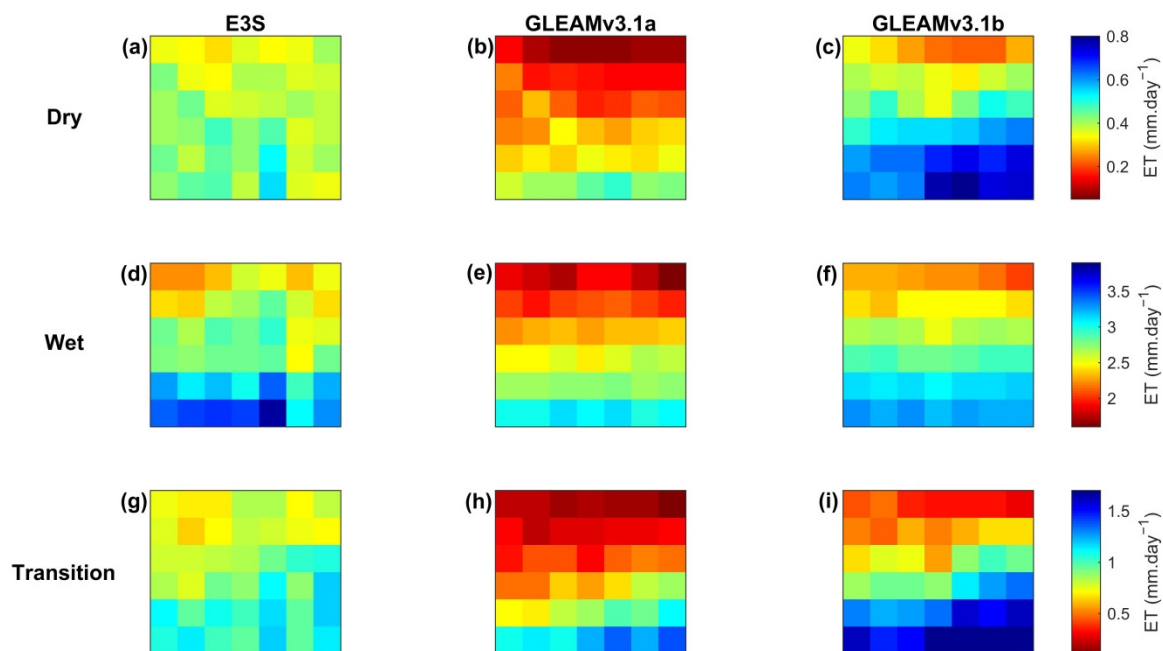 E3S GLEAMv3.1a GLEAMv3.1b
(a) (b) (c)
Dry
0.8
0.6
0.4
0.2
ET (mm.day⁻¹)
(d) (e) (f)
Wet
3.5
3
2.5
2
ET (mm.day⁻¹)
(g) (h) (i)
Transition
1.5
1
0.5
ET (mm.day⁻¹)